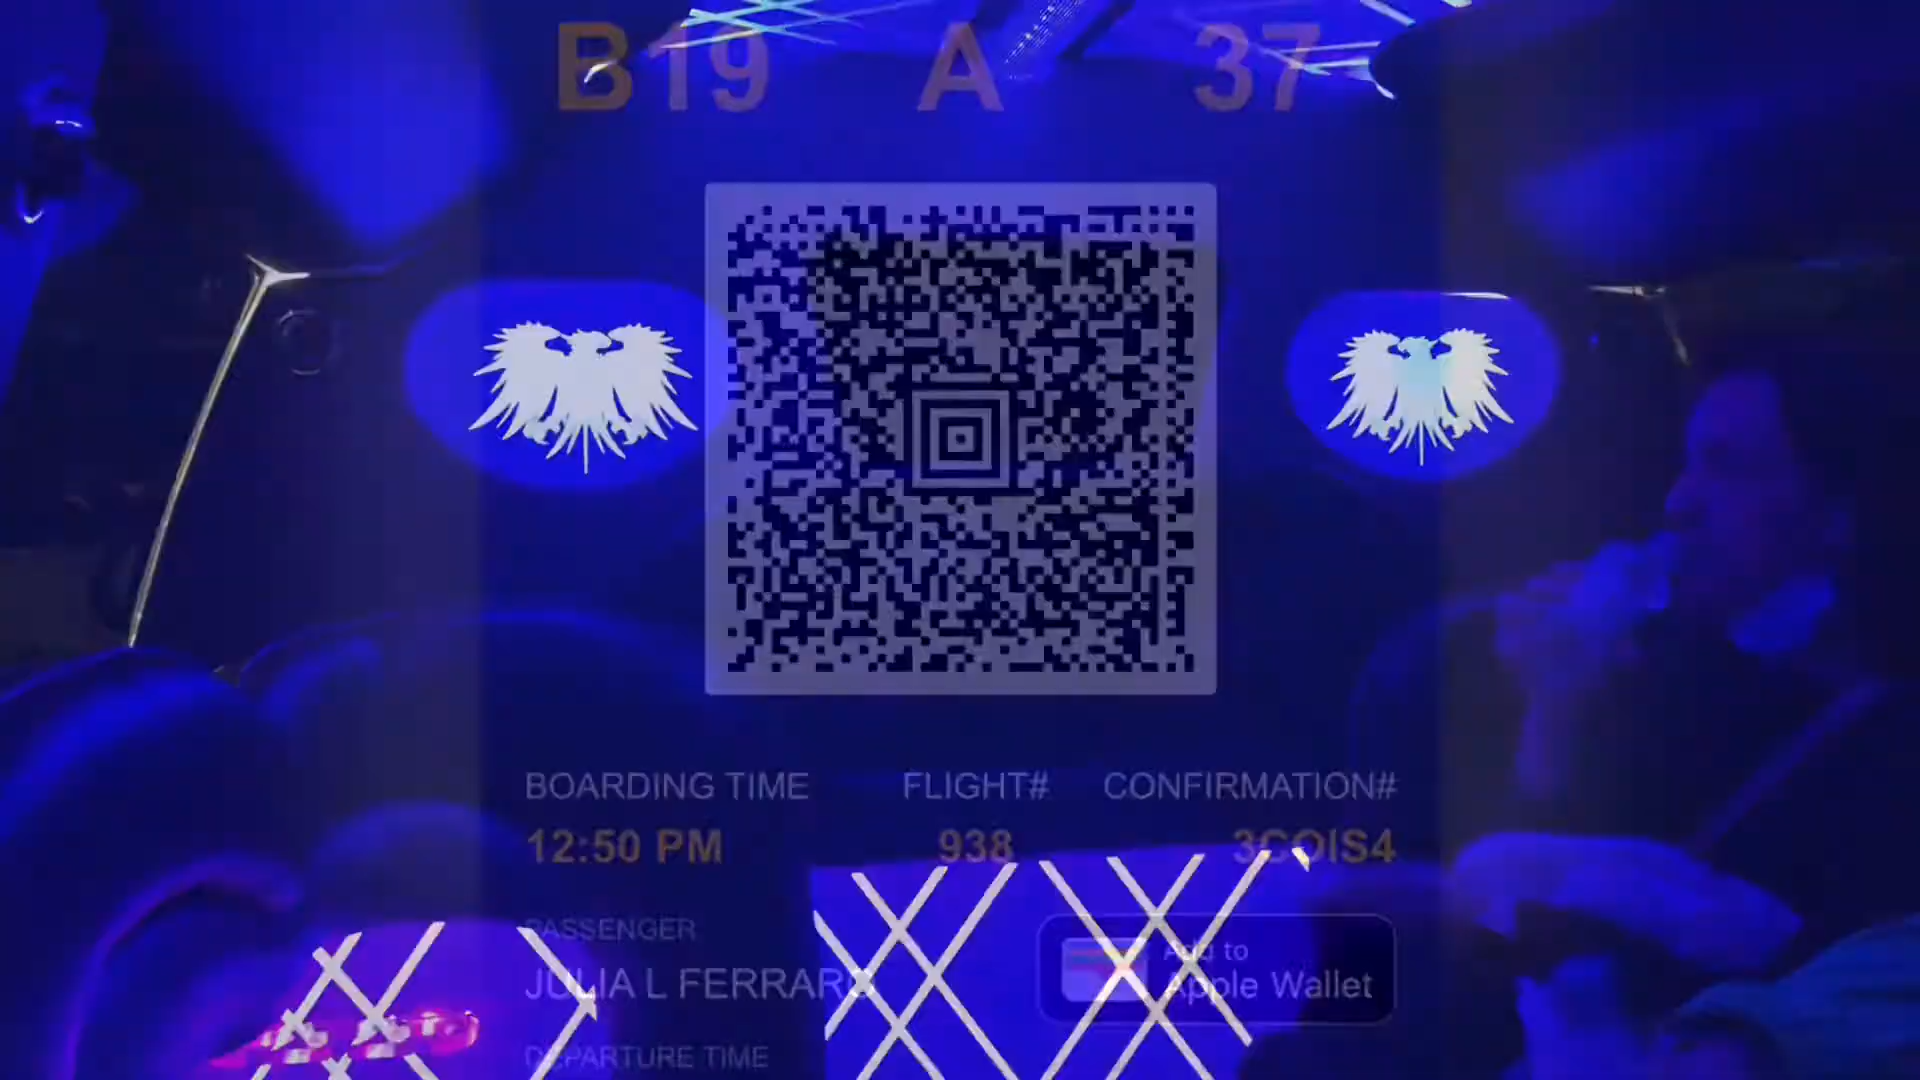 B19 A 37
BOARDING TIME FLIGHT# CONFIRMATION#
12:50 PM 938 3COIS4
PASSENGER
JULIA L FERRARO
Add to
Apple Wallet
DEPARTURE TIME